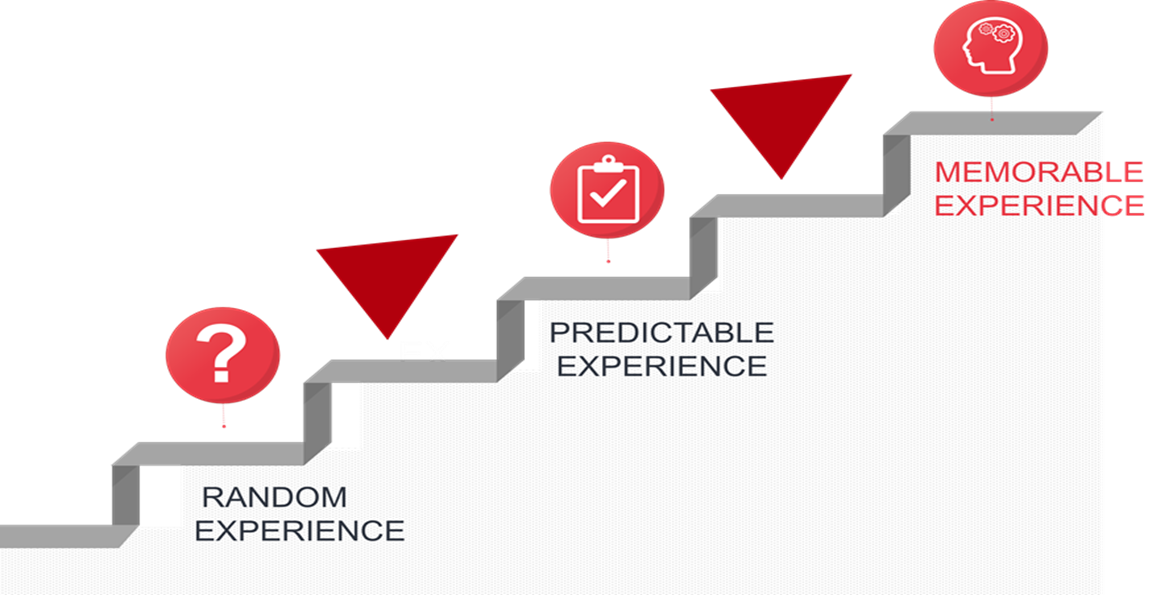 MEMORABLE
EXPERIENCE
PREDICTABLE
EXPERIENCE
?
RANDOM
EXPERIENCE